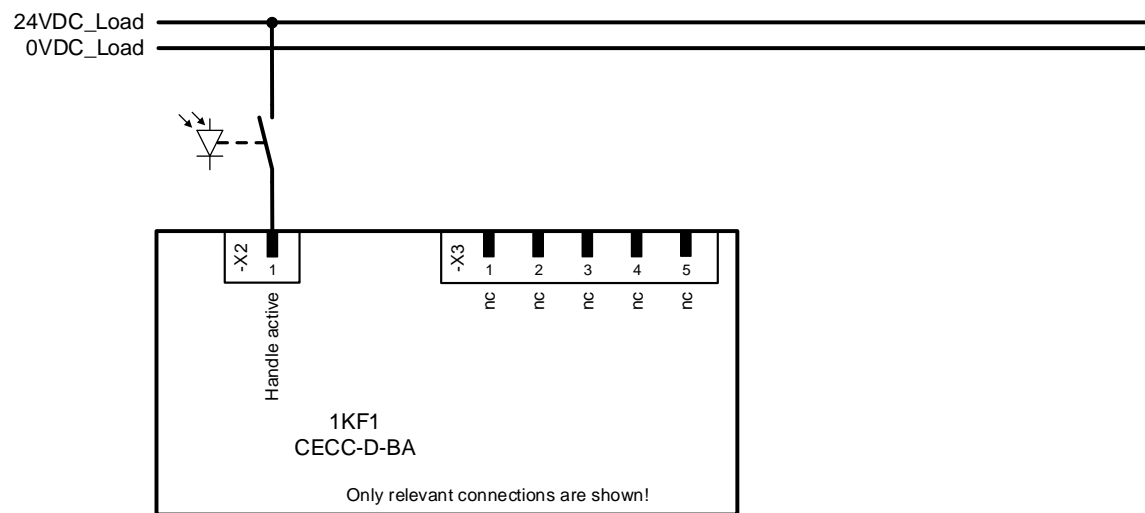 24VDC_Load
0VDC_Load
-X2
1
Handle active
-X3
1 2 3 4 5
nc nc nc nc nc
1KF1
CECC-D-BA
Only relevant connections are shown!